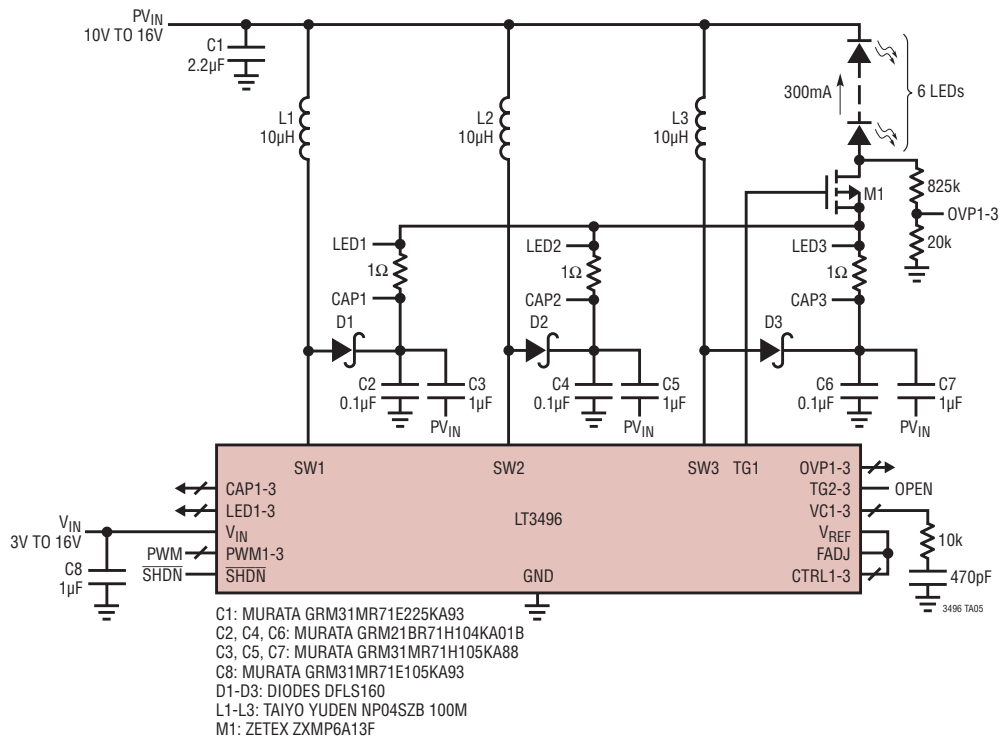 PVIN
10V TO 16V
C1
2.2µF
L1
10µH
L2
10µH
L3
10µH
300mA
6 LEDs
M1
825k
OVP1-3
20k
LED1
1Ω
CAP1
LED2
1Ω
CAP2
LED3
1Ω
CAP3
D1
D2
D3
C2
0.1µF
C3
1µF
PVIN
C4
0.1µF
C5
1µF
PVIN
C6
0.1µF
C7
1µF
PVIN
SW1
SW2
SW3
TG1
OVP1-3
CAP1-3
TG2-3
OPEN
LED1-3
LT3496
VC1-3
VIN
3V TO 16V
VIN
VREF
10k
PWM
PWM1-3
FADJ
C8
1µF
SHDN
SHDN
GND
CTRL1-3
470pF
3496 TA05
C1: MURATA GRM31MR71E225KA93
C2, C4, C6: MURATA GRM21BR71H104KA01B
C3, C5, C7: MURATA GRM31MR71H105KA88
C8: MURATA GRM31MR71E105KA93
D1-D3: DIODES DFLS160
L1-L3: TAIYO YUDEN NP04SZB 100M
M1: ZETEX ZXMP6A13F